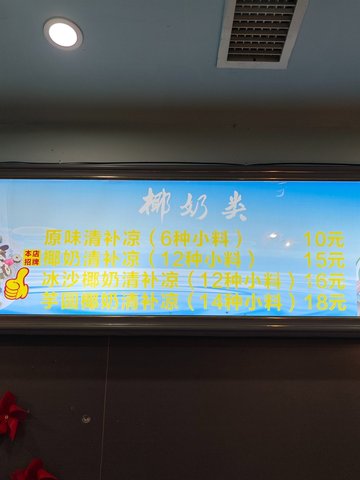 椰奶类
原味清补凉（6种小料） 10元
本店
招牌
椰奶清补凉（12种小料） 15元
冰沙椰奶清补凉（12种小料） 16元
芋圆椰奶清补凉（14种小料） 18元